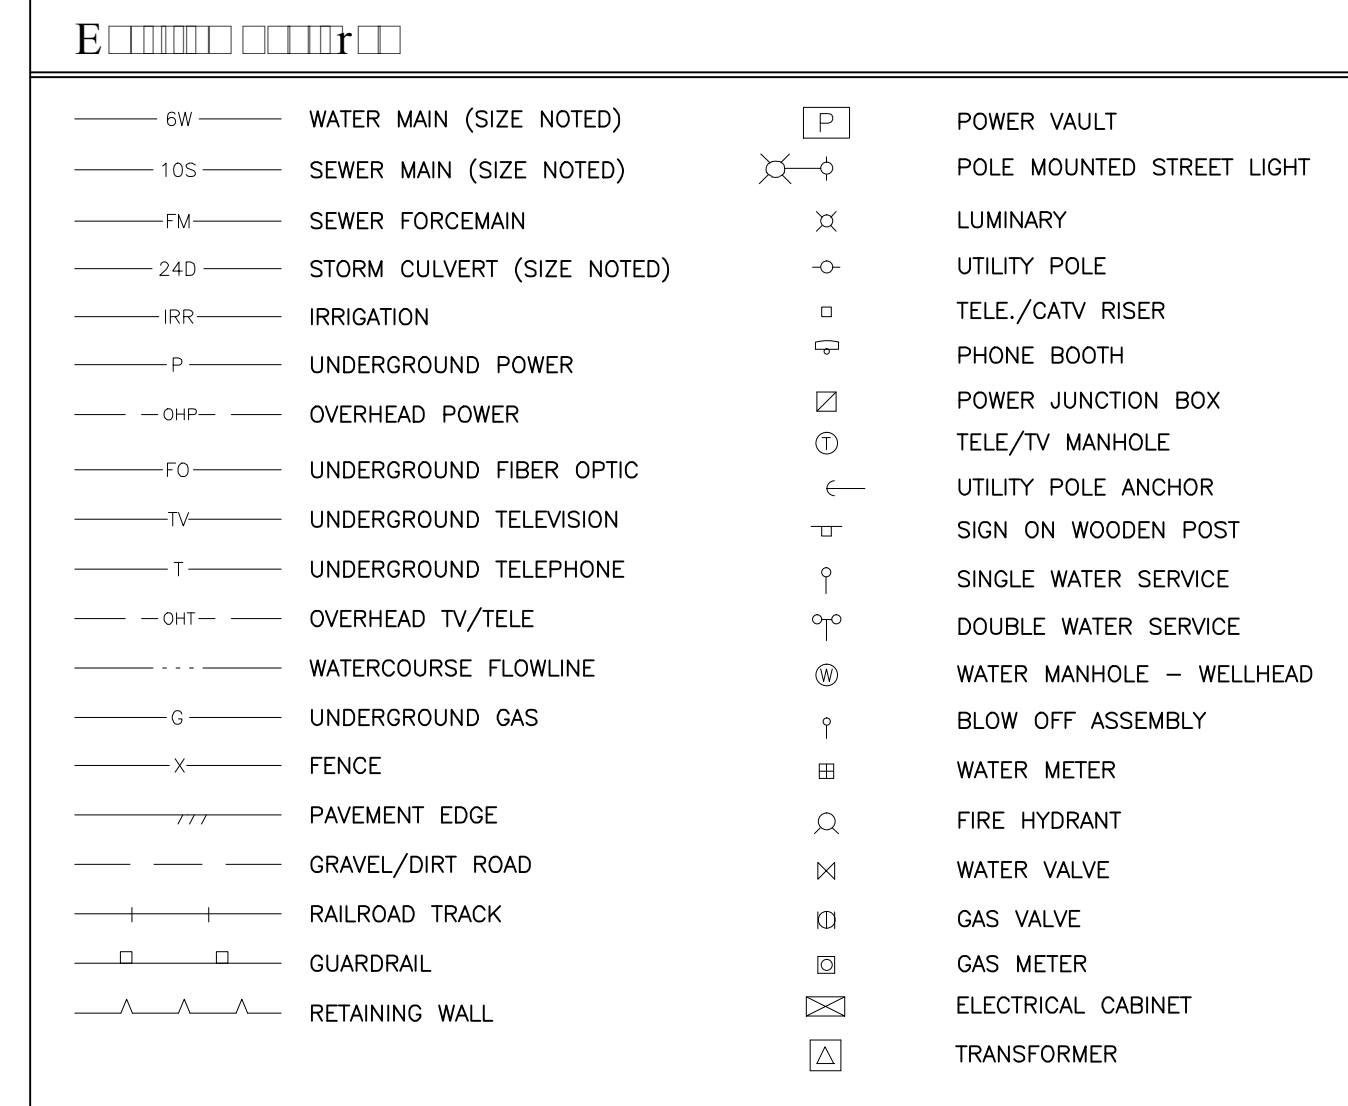 6W WATER MAIN (SIZE NOTED)
10S SEWER MAIN (SIZE NOTED)
FM SEWER FORCEMAIN
24D STORM CULVERT (SIZE NOTED)
IRR IRRIGATION
P UNDERGROUND POWER
OHP OVERHEAD POWER
FO UNDERGROUND FIBER OPTIC
TV UNDERGROUND TELEVISION
T UNDERGROUND TELEPHONE
OHT OVERHEAD TV/TELE
WATERCOURSE FLOWLINE
G UNDERGROUND GAS
X FENCE
PAVEMENT EDGE
GRAVEL/DIRT ROAD
RAILROAD TRACK
GUARDRAIL
RETAINING WALL
P POWER VAULT
POLE MOUNTED STREET LIGHT
LUMINARY
UTILITY POLE
TELE./CATV RISER
PHONE BOOTH
POWER JUNCTION BOX
T TELE/TV MANHOLE
UTILITY POLE ANCHOR
SIGN ON WOODEN POST
SINGLE WATER SERVICE
DOUBLE WATER SERVICE
W WATER MANHOLE – WELLHEAD
BLOW OFF ASSEMBLY
WATER METER
FIRE HYDRANT
WATER VALVE
GAS VALVE
GAS METER
ELECTRICAL CABINET
TRANSFORMER